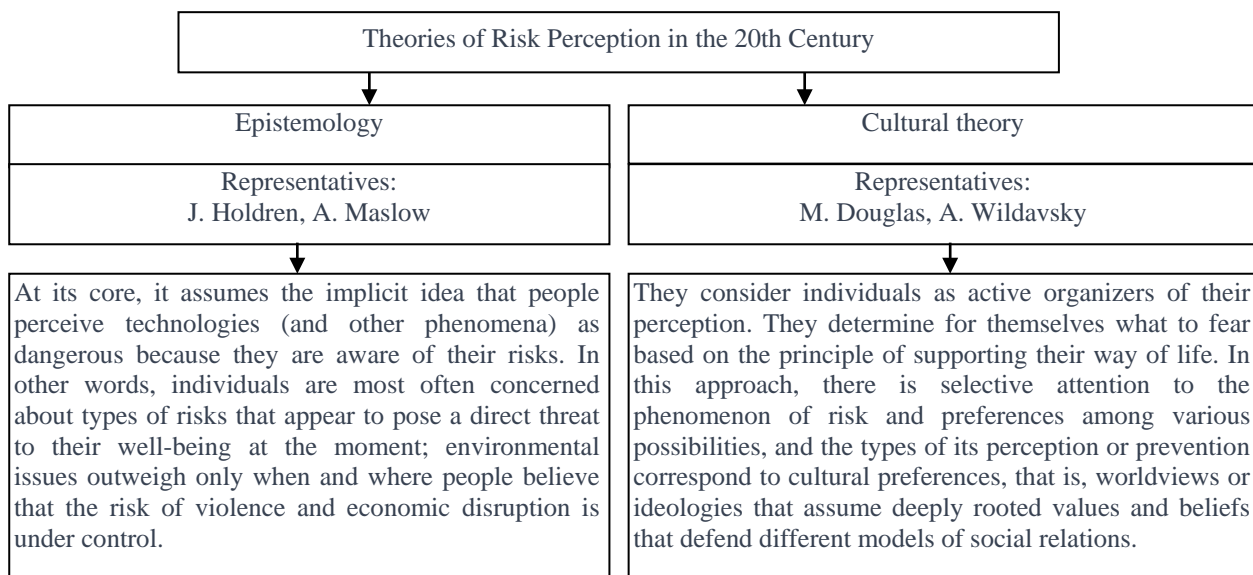 Theories of Risk Perception in the 20th Century
Epistemology
Representatives:
J. Holdren, A. Maslow
At its core, it assumes the implicit idea that people
perceive technologies (and other phenomena) as
dangerous because they are aware of their risks. In
other words, individuals are most often concerned
about types of risks that appear to pose a direct threat
to their well-being at the moment; environmental
issues outweigh only when and where people believe
that the risk of violence and economic disruption is
under control.
Cultural theory
Representatives:
M. Douglas, A. Wildavsky
They consider individuals as active organizers of their
perception. They determine for themselves what to fear
based on the principle of supporting their way of life. In
this approach, there is selective attention to the
phenomenon of risk and preferences among various
possibilities, and the types of its perception or prevention
correspond to cultural preferences, that is, worldviews or
ideologies that assume deeply rooted values and beliefs
that defend different models of social relations.